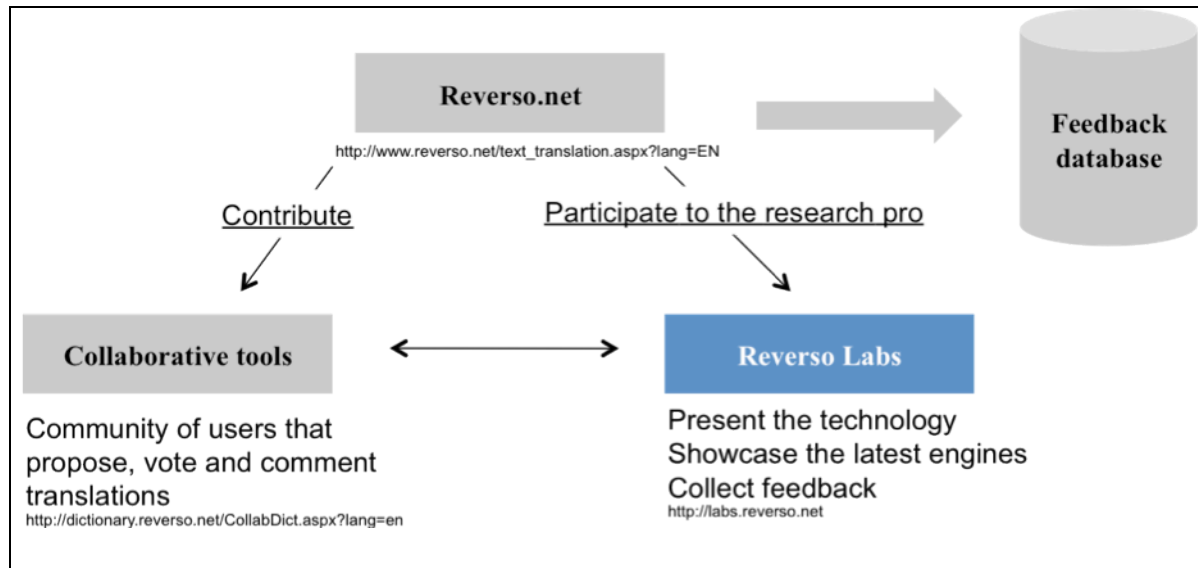 Reverso.net
http://www.reverso.net/text_translation.aspx?lang=EN
Feedback
database
Contribute
Participate to the research pro
Collaborative tools
Community of users that
propose, vote and comment
translations
http://dictionary.reverso.net/CollabDict.aspx?lang=en
Reverso Labs
Present the technology
Showcase the latest engines
Collect feedback
http://labs.reverso.net